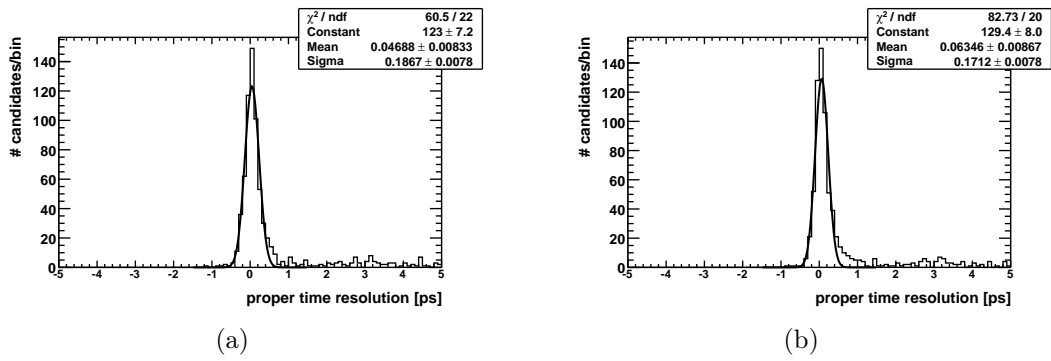 χ² / ndf 60.5 / 22
Constant 123 ± 7.2
Mean 0.04688 ± 0.00833
Sigma 0.1867 ± 0.0078
# candidates/bin
140
120
100
80
60
40
20
0
-5 -4 -3 -2 -1 0 1 2 3 4 5
proper time resolution [ps]
(a)
χ² / ndf 82.73 / 20
Constant 129.4 ± 8.0
Mean 0.06346 ± 0.00867
Sigma 0.1712 ± 0.0078
# candidates/bin
140
120
100
80
60
40
20
0
-5 -4 -3 -2 -1 0 1 2 3 4 5
proper time resolution [ps]
(b)